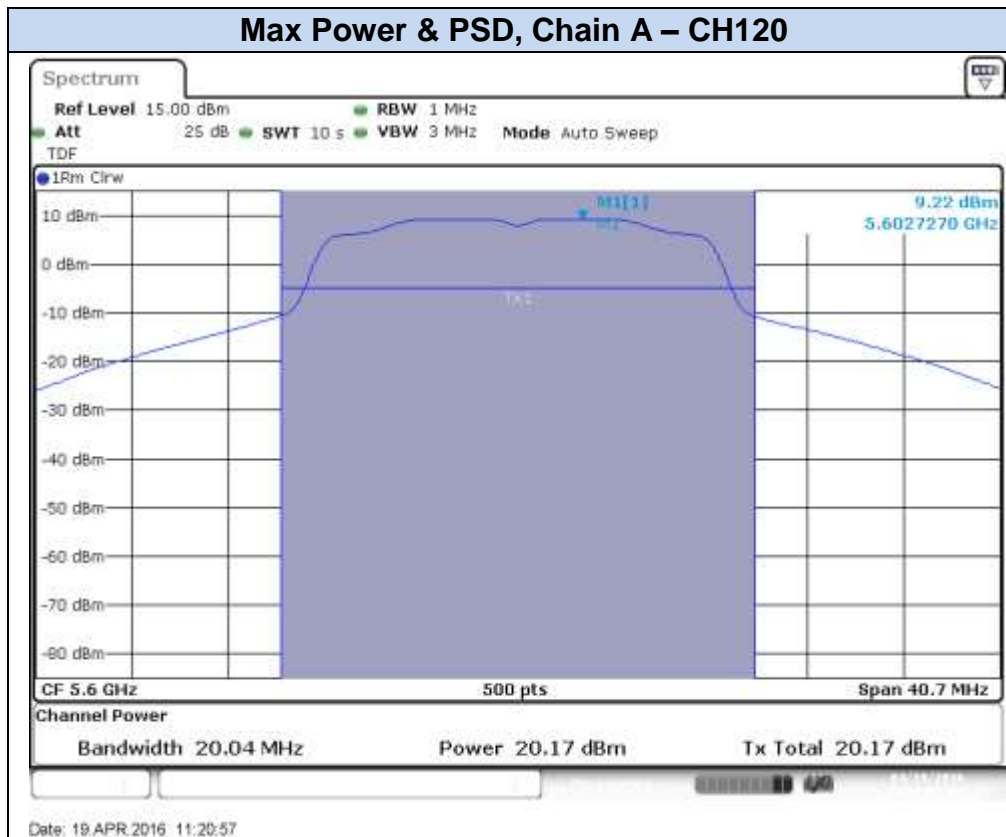 Max Power & PSD, Chain A – CH120
Spectrum
Ref Level 15.00 dBm RBW 1 MHz
Att 25 dB SWT 10 s VBW 3 MHz Mode Auto Sweep
TDF
1Rm Clrw
M1[1] 9.22 dBm
5.6027270 GHz
10 dBm
0 dBm
-10 dBm
-20 dBm
-30 dBm
-40 dBm
-50 dBm
-60 dBm
-70 dBm
-80 dBm
CF 5.6 GHz 500 pts Span 40.7 MHz
Channel Power
Bandwidth 20.04 MHz Power 20.17 dBm Tx Total 20.17 dBm
Date: 19.APR.2016 11:20:57